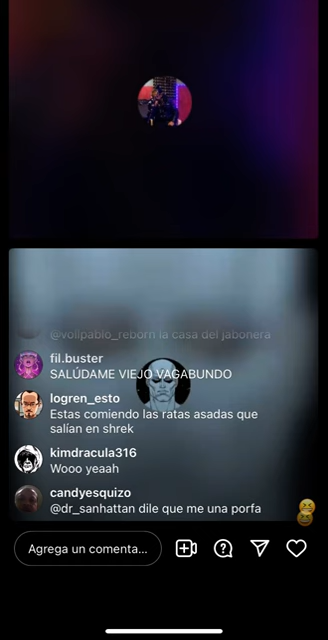 @vollpablo_reborn la casa del jabonera
fil.buster
SALÚDAME VIEJO VAGABUNDO
logren_esto
Estas comiendo las ratas asadas que
salían en shrek
kimdracula316
Wooo yeaah
candyesquizo
@dr_sanhattan dile que me una porfa
Agrega un comenta...